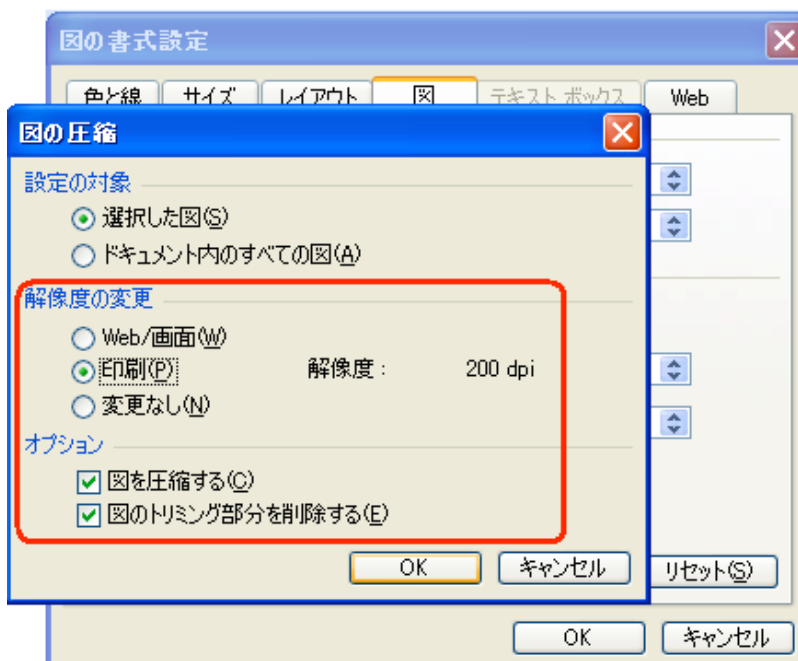 図の書式設定
色と線 サイズ レイアウト 図 テキスト ボックス Web
図の圧縮
設定の対象
選択した図(S)
ドキュメント内のすべての図(A)
解像度の変更
Web/画面(W)
印刷(P) 解像度： 200 dpi
変更なし(N)
オプション
図を圧縮する(C)
図のトリミング部分を削除する(E)
OK キャンセル
リセット(S)
OK キャンセル